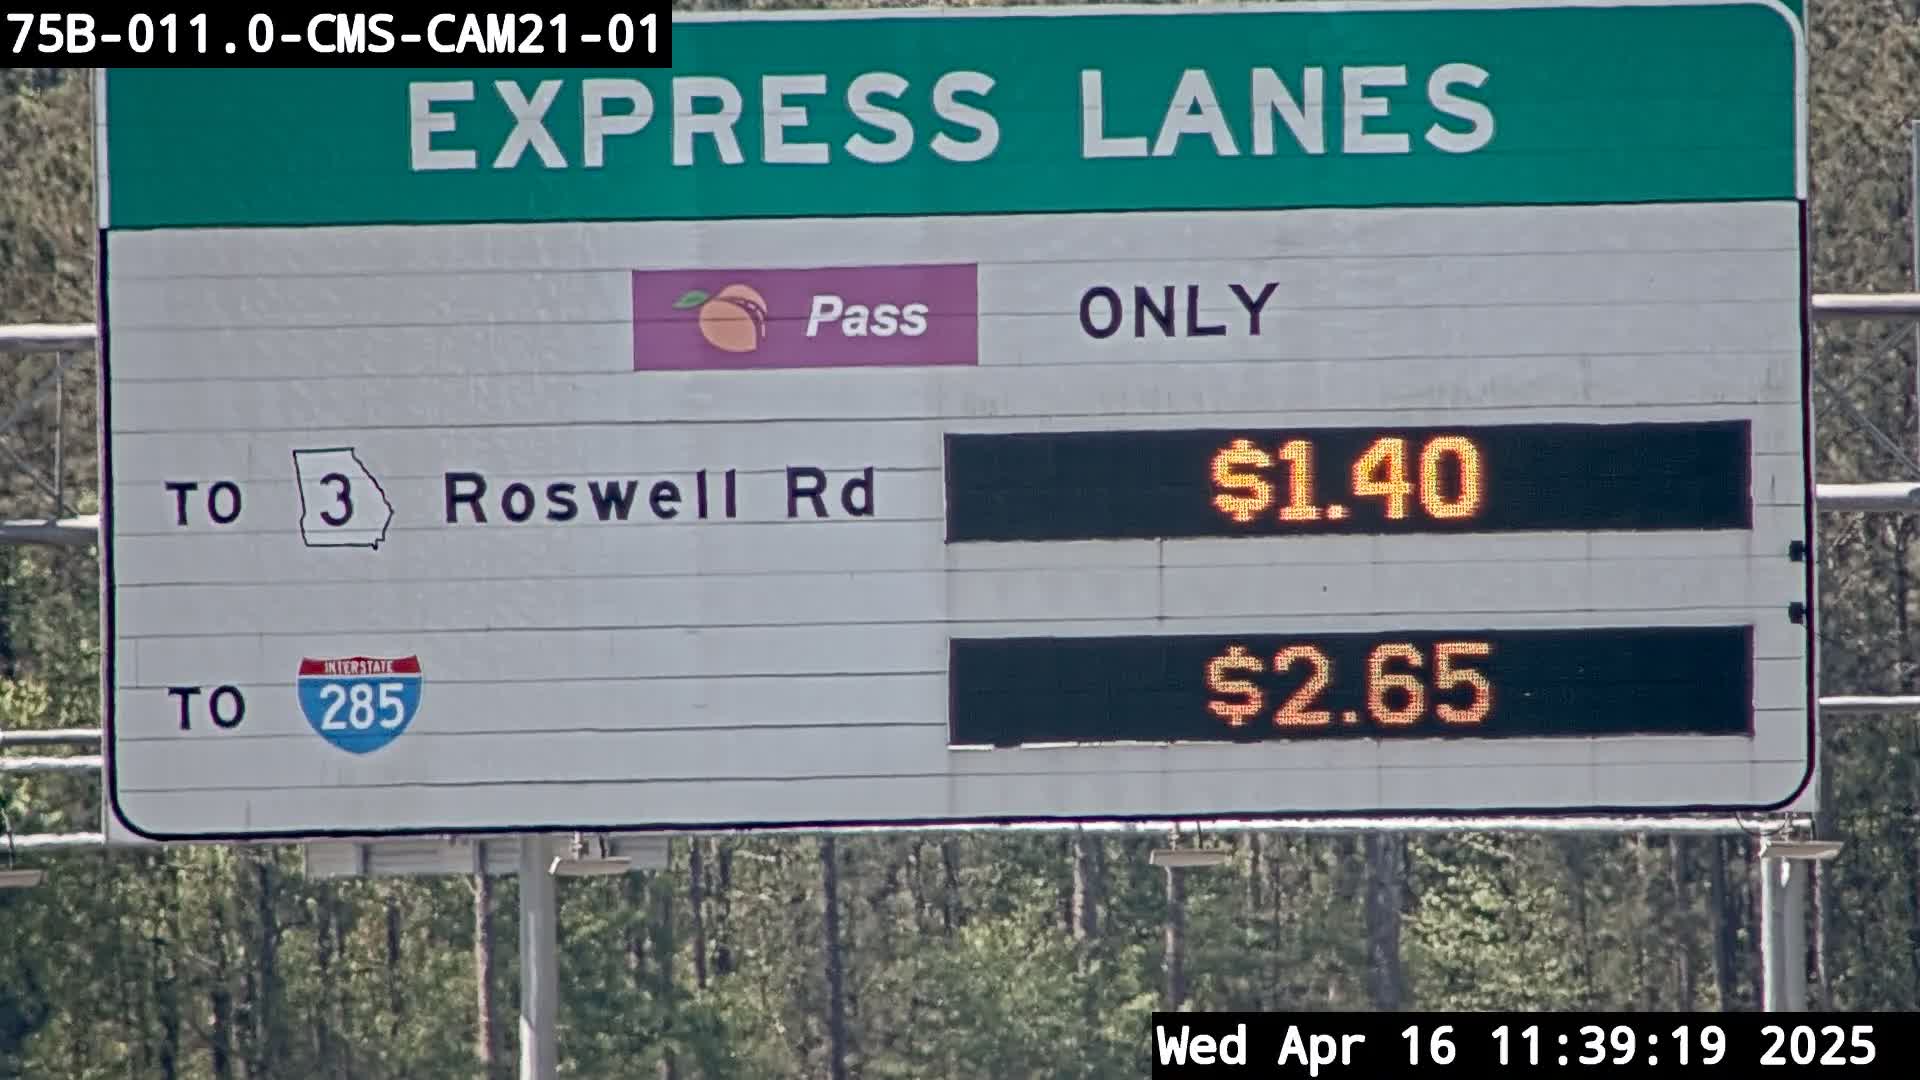 75B-011.0-CMS-CAM21-01
EXPRESS LANES
Pass ONLY
TO 3 Roswell Rd $1.40
INTERSTATE
TO 285 $2.65
Wed Apr 16 11:39:19 2025